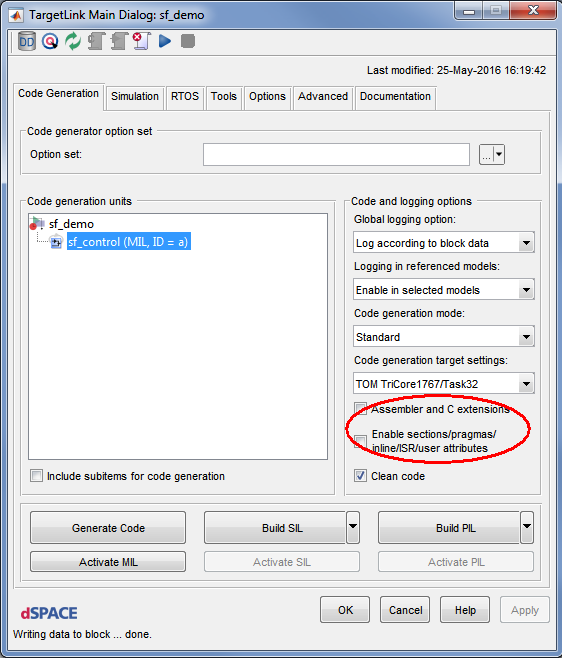 TargetLink Main Dialog: sf_demo
DD
Last modified: 25-May-2016 16:19:42
Code Generation Simulation RTOS Tools Options Advanced Documentation
Code generator option set
Option set:
...
Code generation units
sf_demo
sf_control (MIL, ID = a)
Include subitems for code generation
Code and logging options
Global logging option:
Log according to block data
Logging in referenced models:
Enable in selected models
Code generation mode:
Standard
Code generation target settings:
TOM TriCore1767/Task32
Assembler and C extensions
Enable sections/pragmas/
inline/ISR/user attributes
Clean code
Generate Code Build SIL Build PIL
Activate MIL Activate SIL Activate PIL
dSPACE
OK Cancel Help Apply
Writing data to block ... done.